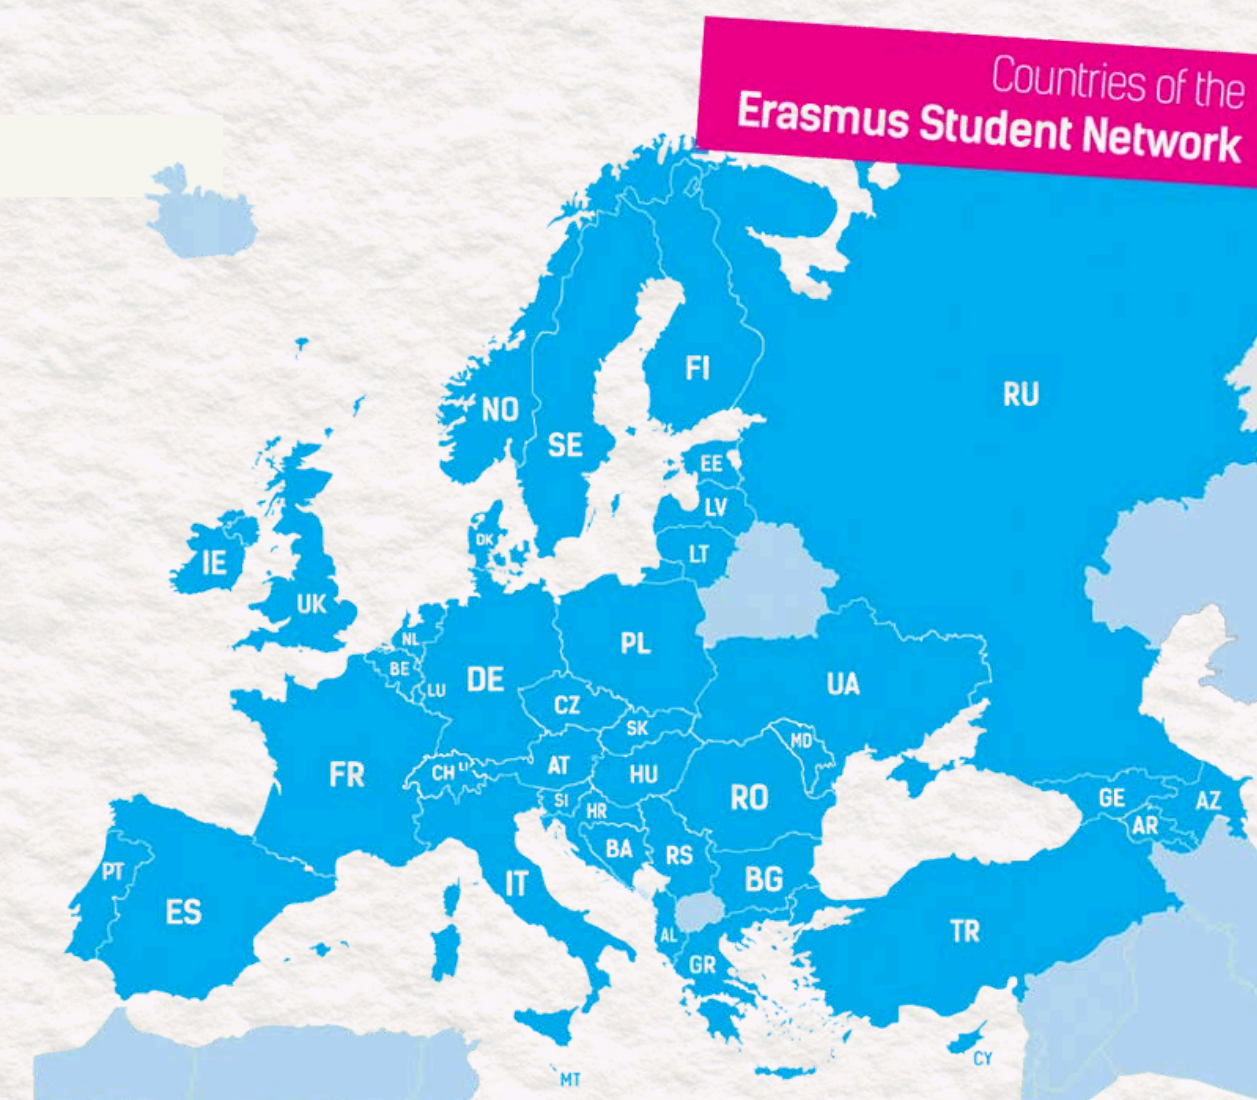 Countries of the
Erasmus Student Network
FI
RU
NO
SE
EE
LV
DK
LT
IE
UK
NL
PL
BE
DE
UA
LU
CZ
SK
MD
FR
CH
LI
AT
HU
RO
GE
AZ
SI
HR
AR
BA
RS
PT
IT
BG
ES
AL
TR
GR
CY
MT